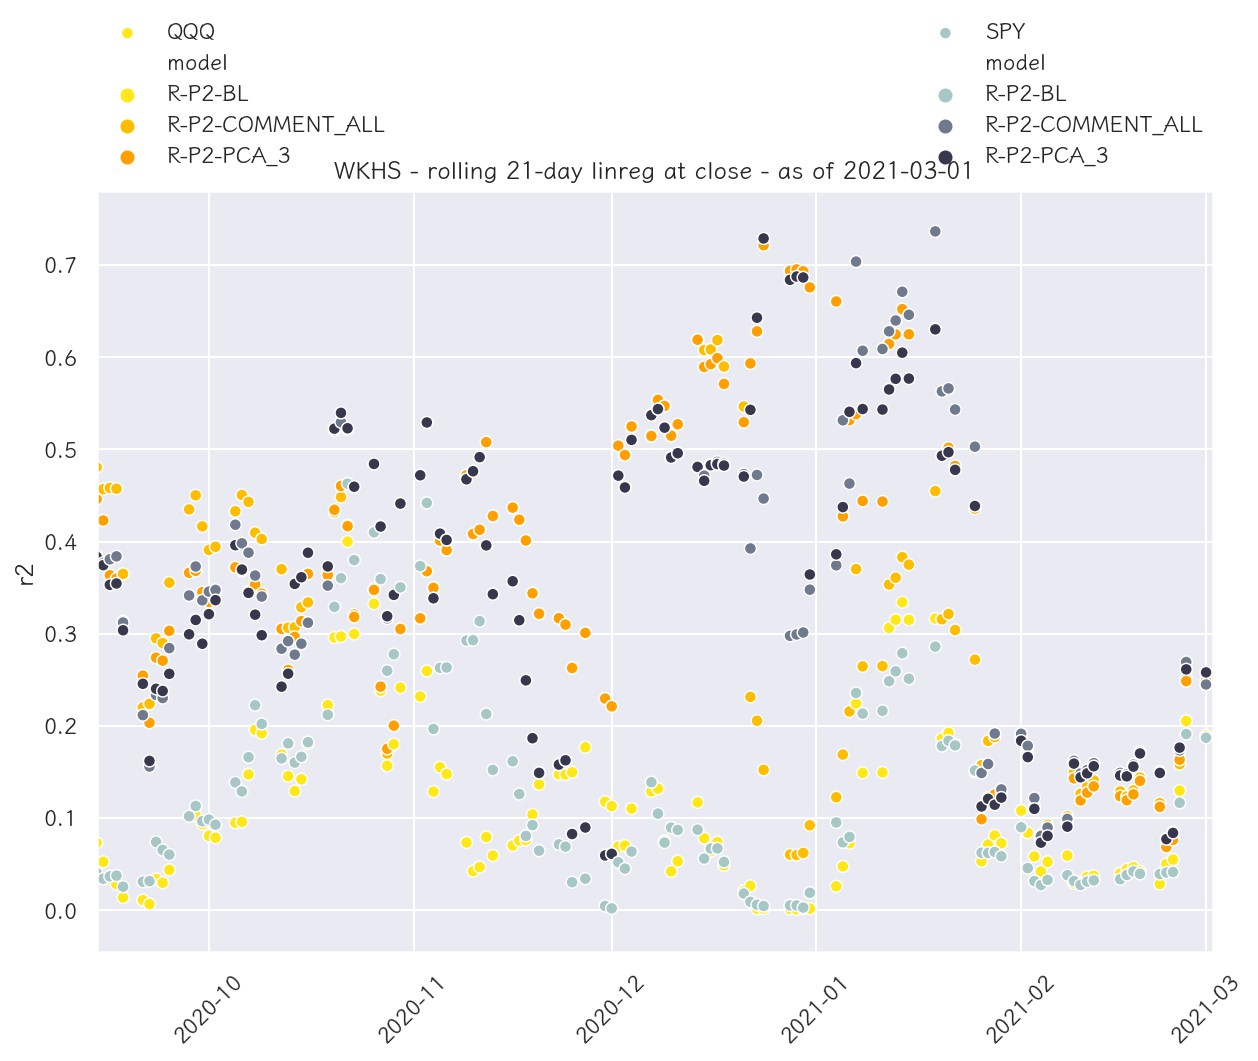 QQQ
model
R-P2-BL
R-P2-COMMENT_ALL
R-P2-PCA_3
SPY
model
R-P2-BL
R-P2-COMMENT_ALL
R-P2-PCA_3
WKHS - rolling 21-day linreg at close - as of 2021-03-01
r2
0.7
0.6
0.5
0.4
0.3
0.2
0.1
0.0
2020-10
2020-11
2020-12
2021-01
2021-02
2021-03